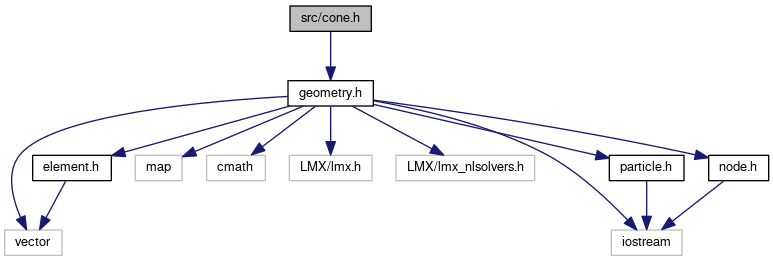 src/cone.h
geometry.h
element.h
map
cmath
LMX/lmx.h
LMX/lmx_nlsolvers.h
particle.h
node.h
vector
iostream